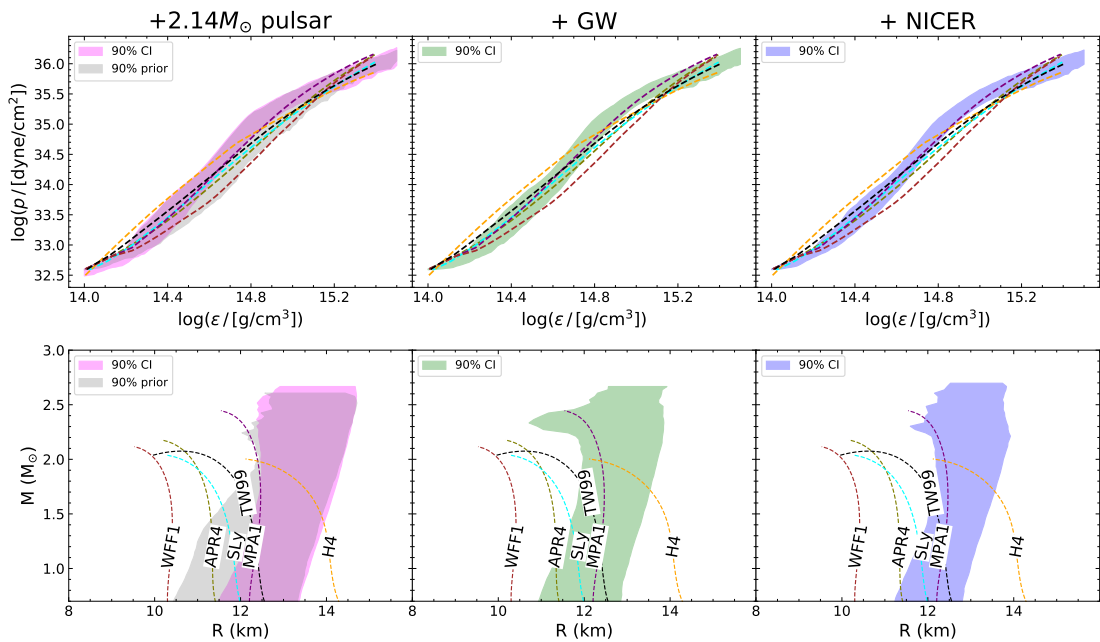 +2.14M⊙ pulsar
+ GW
+ NICER
90% CI
90% prior
90% CI
90% CI
log(p/[dyne/cm²])
36.0
35.5
35.0
34.5
34.0
33.5
33.0
32.5
14.0 14.4 14.8 15.2
14.0 14.4 14.8 15.2
14.0 14.4 14.8 15.2
log(ε/[g/cm³])
log(ε/[g/cm³])
log(ε/[g/cm³])
90% CI
90% prior
90% CI
90% CI
M (M⊙)
3.0
2.5
2.0
1.5
1.0
WFF1
APR4
SLy
TW99
MPA1
H4
WFF1
APR4
SLy
TW99
MPA1
H4
WFF1
APR4
SLy
TW99
MPA1
H4
8 10 12 14
8 10 12 14
8 10 12 14
R (km)
R (km)
R (km)